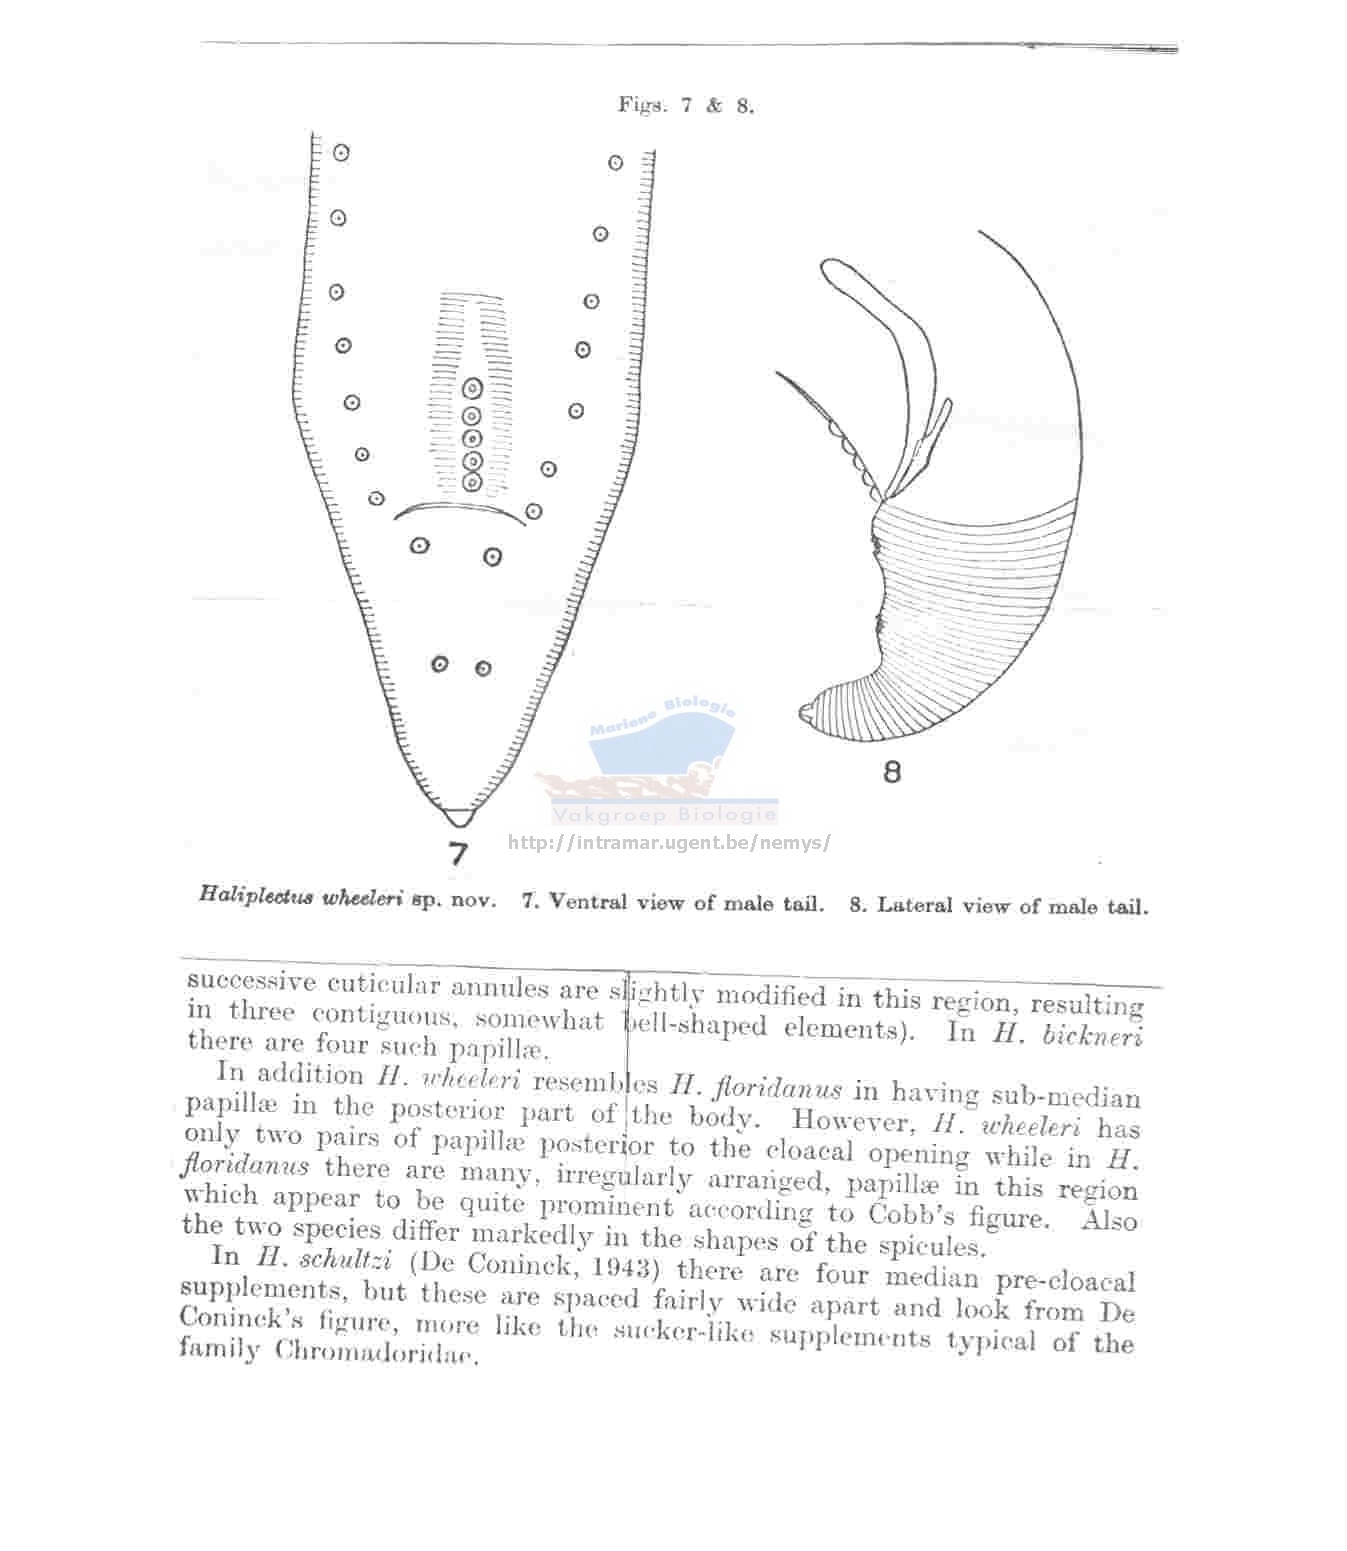 Figs. 7 & 8.
7
8
Mariene Biologie
Vakgroep Biologie
http://intramar.ugent.be/nemys/
Haliplectus wheeleri sp. nov. 7. Ventral view of male tail. 8. Lateral view of male tail.
successive cuticular annules are slightly modified in this region, resulting
in three contiguous, somewhat bell-shaped elements). In H. bickneri
there are four such papillæ.
In addition H. wheeleri resembles H. floridanus in having sub-median
papillæ in the posterior part of the body. However, H. wheeleri has
only two pairs of papillæ posterior to the cloacal opening while in H.
floridanus there are many, irregularly arranged, papillæ in this region
which appear to be quite prominent according to Cobb's figure. Also
the two species differ markedly in the shapes of the spicules.
In H. schultzi (De Coninck, 1943) there are four median pre-cloacal
supplements, but these are spaced fairly wide apart and look from De
Coninck's figure, more like the sucker-like supplements typical of the
family Chromadoridae.